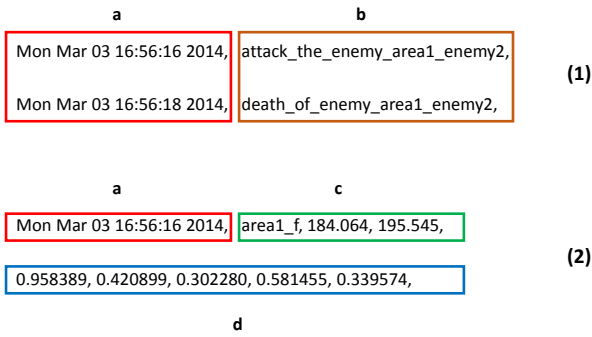 a b
Mon Mar 03 16:56:16 2014, attack_the_enemy_area1_enemy2,
(1)
Mon Mar 03 16:56:18 2014, death_of_enemy_area1_enemy2,
a c
Mon Mar 03 16:56:16 2014, area1_f, 184.064, 195.545,
(2)
0.958389, 0.420899, 0.302280, 0.581455, 0.339574,
d